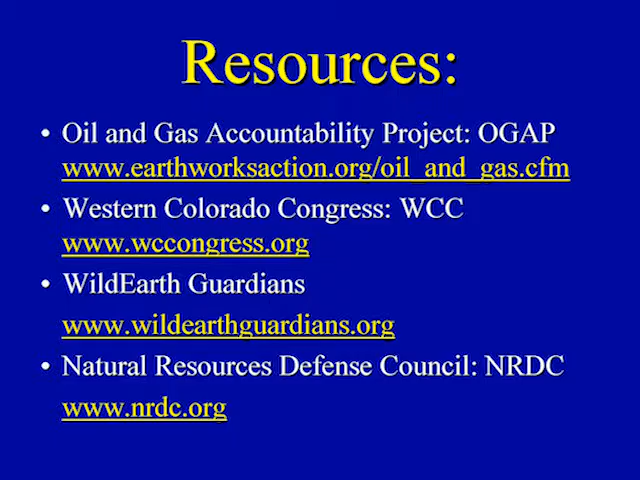 Resources:
• Oil and Gas Accountability Project: OGAP
www.earthworksaction.org/oil_and_gas.cfm
• Western Colorado Congress: WCC
www.wccongress.org
• WildEarth Guardians
www.wildearthguardians.org
• Natural Resources Defense Council: NRDC
www.nrdc.org